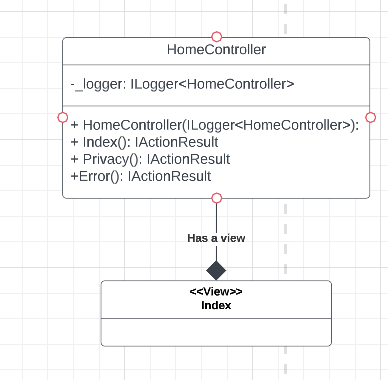 HomeController
-_logger: ILogger<HomeController>
+ HomeController(ILogger<HomeController>):
+ Index(): IActionResult
+ Privacy(): IActionResult
+Error(): IActionResult
Has a view
<<View>>
Index